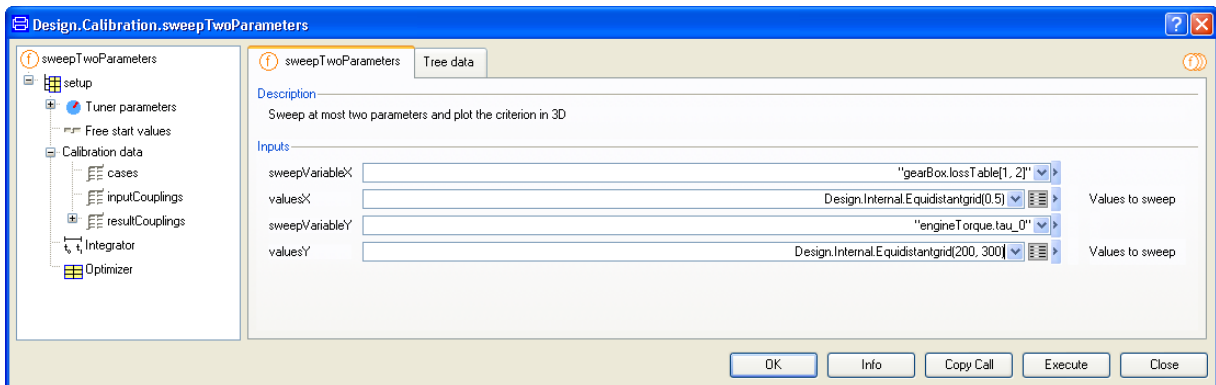 Design.Calibration.sweepTwoParameters
sweepTwoParameters
setup
Tuner parameters
Free start values
Calibration data
cases
inputCouplings
resultCouplings
Integrator
Optimizer
sweepTwoParameters Tree data
Description
Sweep at most two parameters and plot the criterion in 3D
Inputs
sweepVariableX "gearBox.lossTable[1, 2]"
valuesX Design.Internal.Equidistantgrid(0.5) Values to sweep
sweepVariableY "engineTorque.tau_0"
valuesY Design.Internal.Equidistantgrid(200, 300) Values to sweep
OK Info Copy Call Execute Close